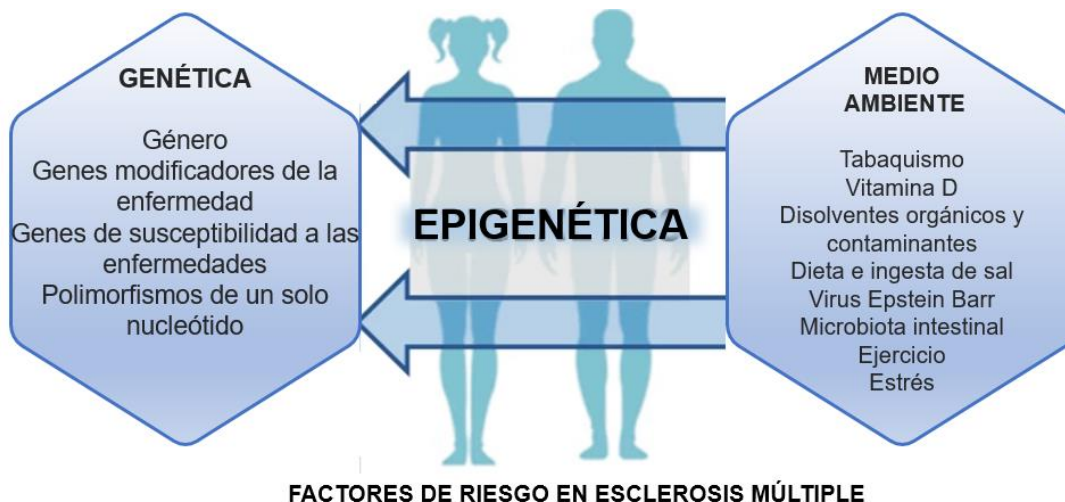 GENÉTICA
Género
Genes modificadores de la
enfermedad
Genes de susceptibilidad a las
enfermedades
Polimorfismos de un solo
nucleótido
EPIGENÉTICA
MEDIO
AMBIENTE
Tabaquismo
Vitamina D
Disolventes orgánicos y
contaminantes
Dieta e ingesta de sal
Virus Epstein Barr
Microbiota intestinal
Ejercicio
Estrés
FACTORES DE RIESGO EN ESCLEROSIS MÚLTIPLE